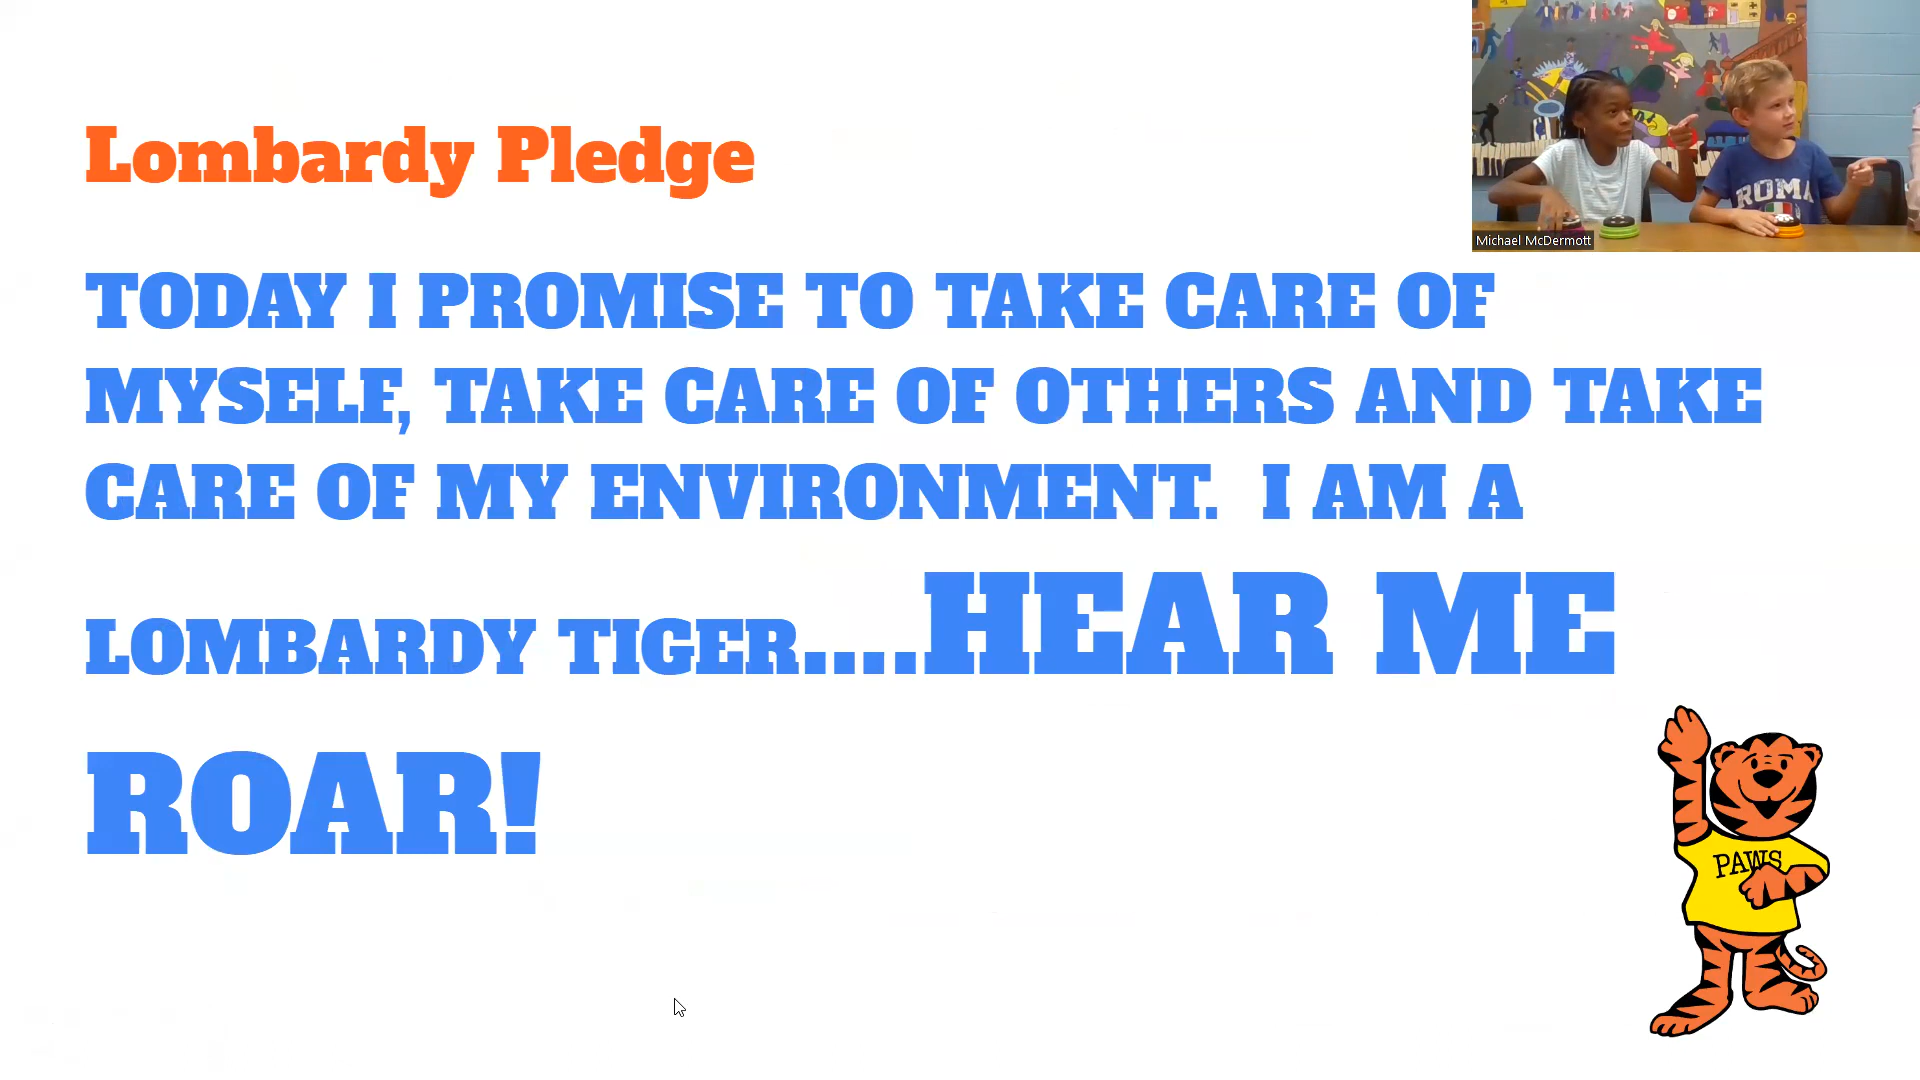 Lombardy Pledge
ROMA
Michael McDermott
TODAY I PROMISE TO TAKE CARE OF
MYSELF, TAKE CARE OF OTHERS AND TAKE
CARE OF MY ENVIRONMENT.  I AM A
LOMBARDY TIGER....HEAR ME
ROAR!
PAWS